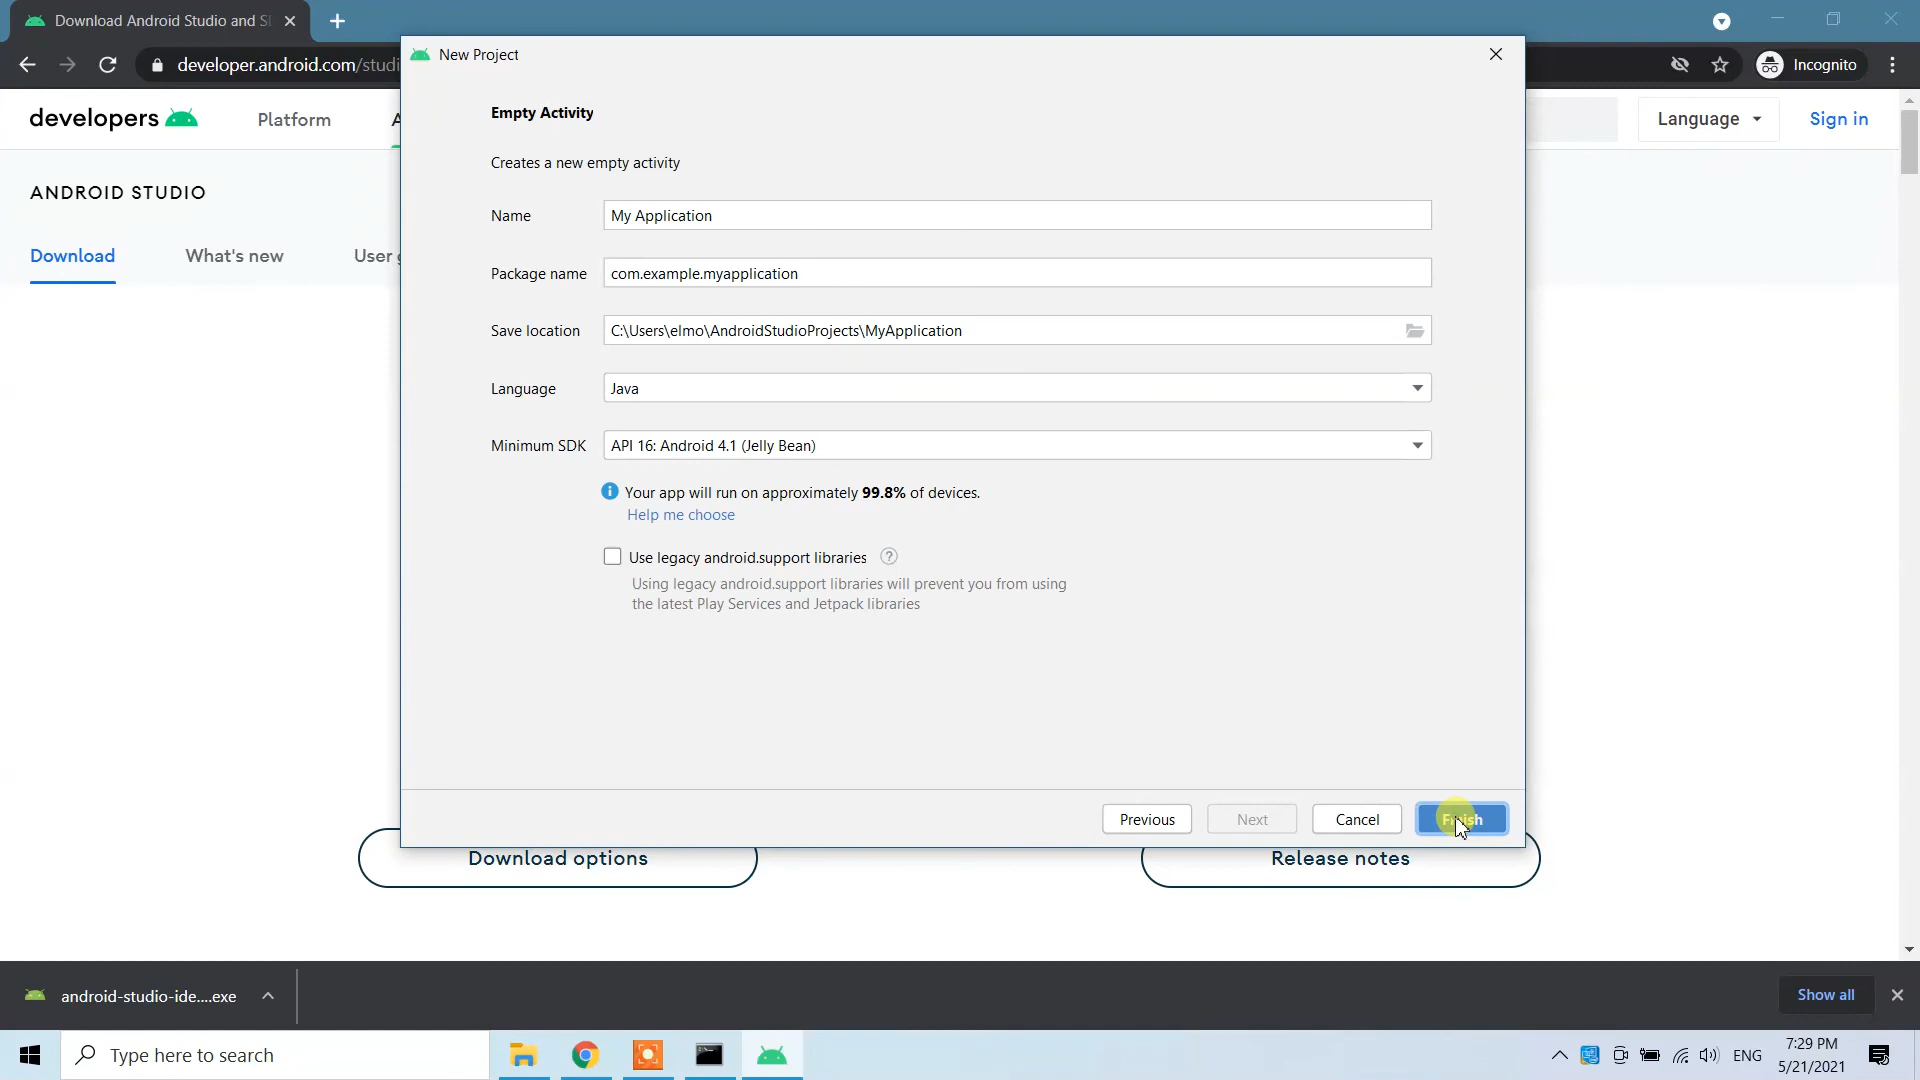 Download Android Studio and S
developer.android.com/studi
Incognito
New Project
developers
Platform
Language
Sign in
ANDROID STUDIO
Download
What's new
User
Empty Activity
Creates a new empty activity
Name
My Application
Package name
com.example.myapplication
Save location
C:\Users\elmo\AndroidStudioProjects\MyApplication
Language
Java
Minimum SDK
API 16: Android 4.1 (Jelly Bean)
Your app will run on approximately 99.8% of devices.
Help me choose
Use legacy android.support libraries
Using legacy android.support libraries will prevent you from using
the latest Play Services and Jetpack libraries
Previous
Next
Cancel
Finish
Download options
Release notes
android-studio-ide....exe
Show all
Type here to search
ENG
7:29 PM
5/21/2021